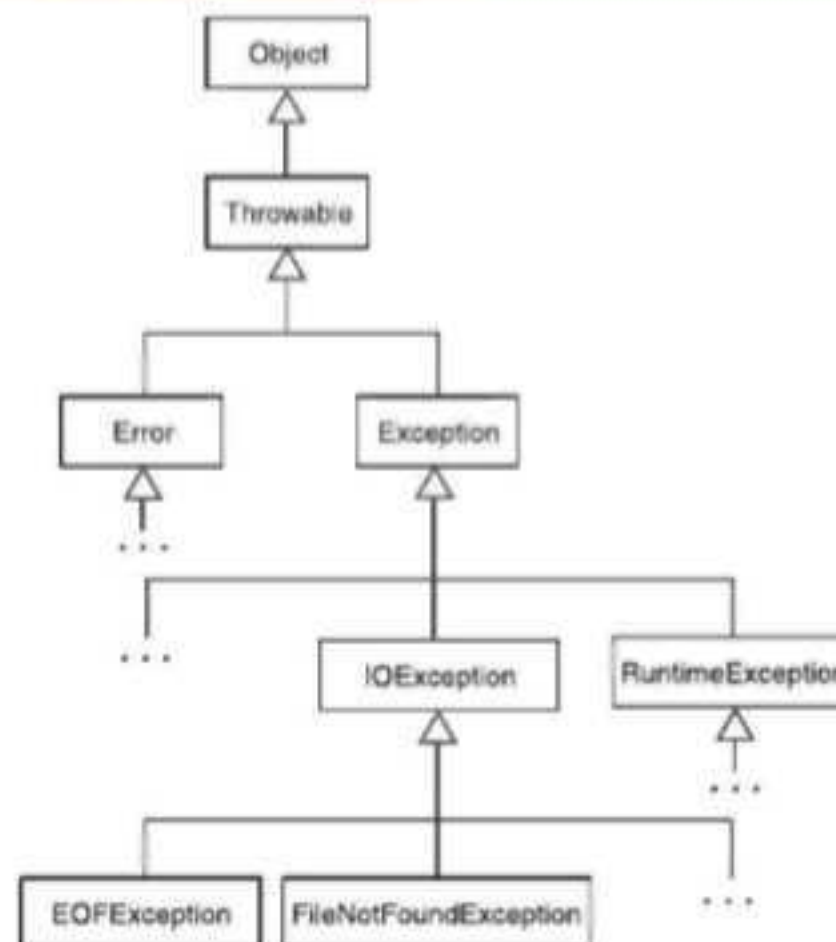 Object
Throwable
Error
Exception
...
...
IOException
RuntimeException
...
...
EOFException
FileNotFoundException